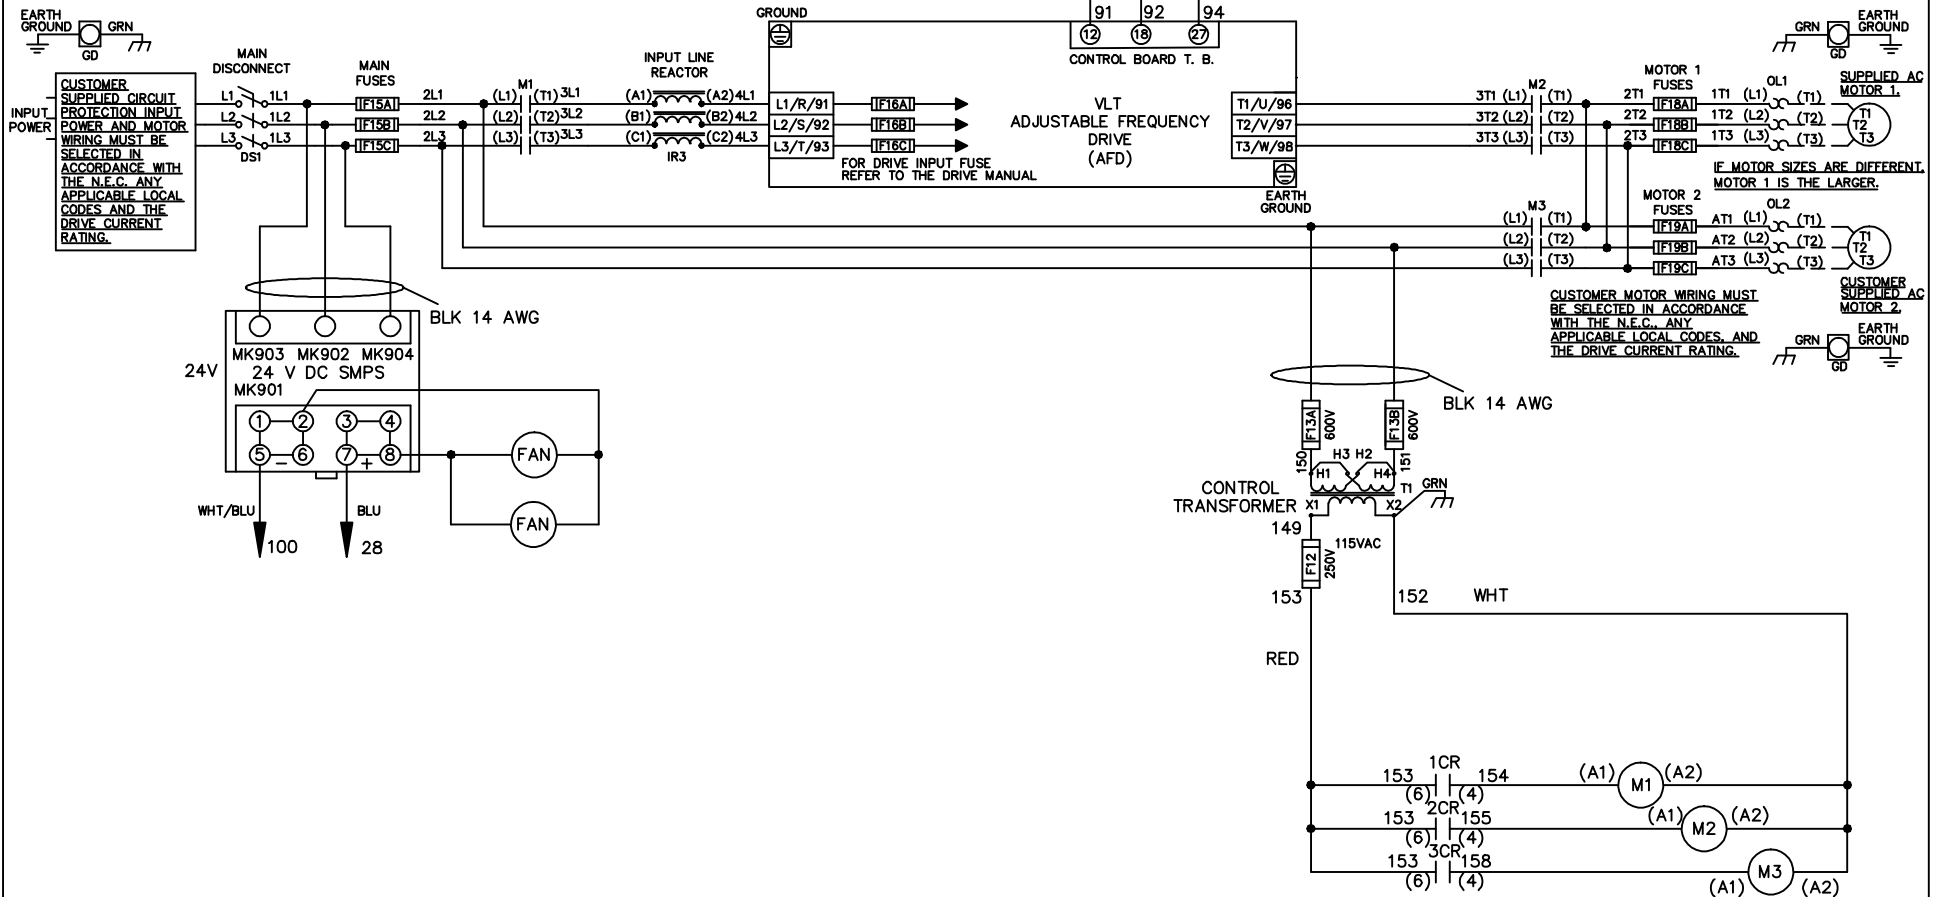 EARTH
GROUND
GRN
GD
MAIN
DISCONNECT
MAIN
FUSES
INPUT LINE
REACTOR
GROUND
91 92 94
12 18 27
CONTROL BOARD T. B.
GRN
EARTH
GROUND
GD
CUSTOMER
SUPPLIED CIRCUIT
PROTECTION INPUT
POWER AND MOTOR
WIRING MUST BE
SELECTED IN
ACCORDANCE WITH
THE N.E.C. ANY
APPLICABLE LOCAL
CODES AND THE
DRIVE CURRENT
RATING.
INPUT
POWER
L1 1L1
L2 1L2
L3 1L3
DS1
F15A 2L1
F15B 2L2
F15C 2L3
M1
(L1) (T1) 3L1
(L2) (T2) 3L2
(L3) (T3) 3L3
(A1) (A2) 4L1
(B1) (B2) 4L2
(C1) (C2) 4L3
IR3
L1/R/91 F16A
L2/S/92 F16B
L3/T/93 F16C
FOR DRIVE INPUT FUSE
REFER TO THE DRIVE MANUAL
VLT
ADJUSTABLE FREQUENCY
DRIVE
(AFD)
T1/U/96
T2/V/97
T3/W/98
EARTH
GROUND
M2
3T1 (L1) (T1)
3T2 (L2) (T2)
3T3 (L3) (T3)
MOTOR 1
FUSES
2T1 F18A 1T1 (L1) (T1)
2T2 F18B 1T2 (L2) (T2)
2T3 F18C 1T3 (L3) (T3)
OL1
SUPPLIED AC
MOTOR 1.
T1
T2
T3
IF MOTOR SIZES ARE DIFFERENT,
MOTOR 1 IS THE LARGER.
M3
(L1) (T1)
(L2) (T2)
(L3) (T3)
MOTOR 2
FUSES
OL2
F19A AT1 (L1) (T1)
F19B AT2 (L2) (T2)
F19C AT3 (L3) (T3)
T1
T2
T3
CUSTOMER
SUPPLIED AC
MOTOR 2.
CUSTOMER MOTOR WIRING MUST
BE SELECTED IN ACCORDANCE
WITH THE N.E.C., ANY
APPLICABLE LOCAL CODES, AND
THE DRIVE CURRENT RATING.
GRN
EARTH
GROUND
GD
BLK 14 AWG
MK903 MK902 MK904
24V
24 V DC SMPS
MK901
1 2 3 4
5 - 6 7 + 8
FAN
FAN
WHT/BLU
100
BLU
28
BLK 14 AWG
F13A
600V
F13B
600V
150
H3 H2
151
H1 H4
CONTROL
TRANSFORMER
T1
GRN
X1 X2
149
115VAC
F12
250V
153
152
WHT
RED
1CR
153 154
(6) (4)
(A1) M1 (A2)
2CR
153 155
(6) (4)
(A1) M2 (A2)
3CR
153 158
(6) (4)
(A1) M3 (A2)